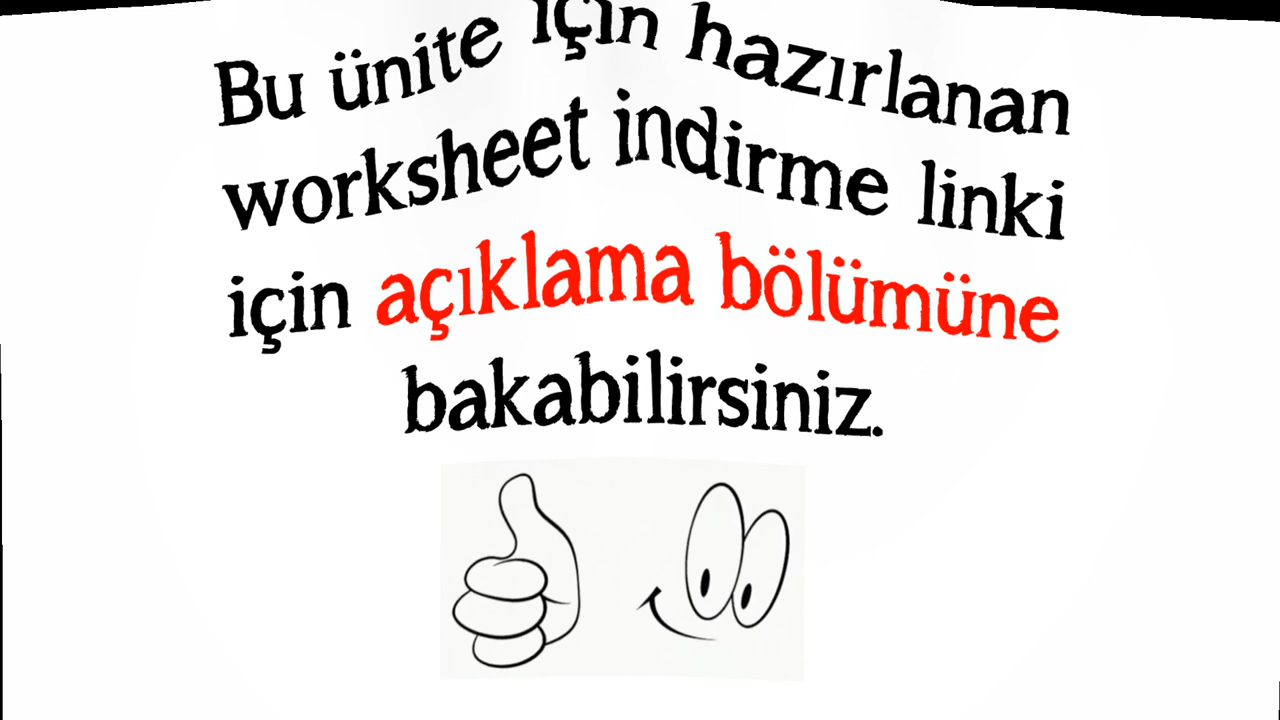 Bu ünite için hazırlanan
worksheet indirme linki
için açıklama bölümüne
bakabilirsiniz.